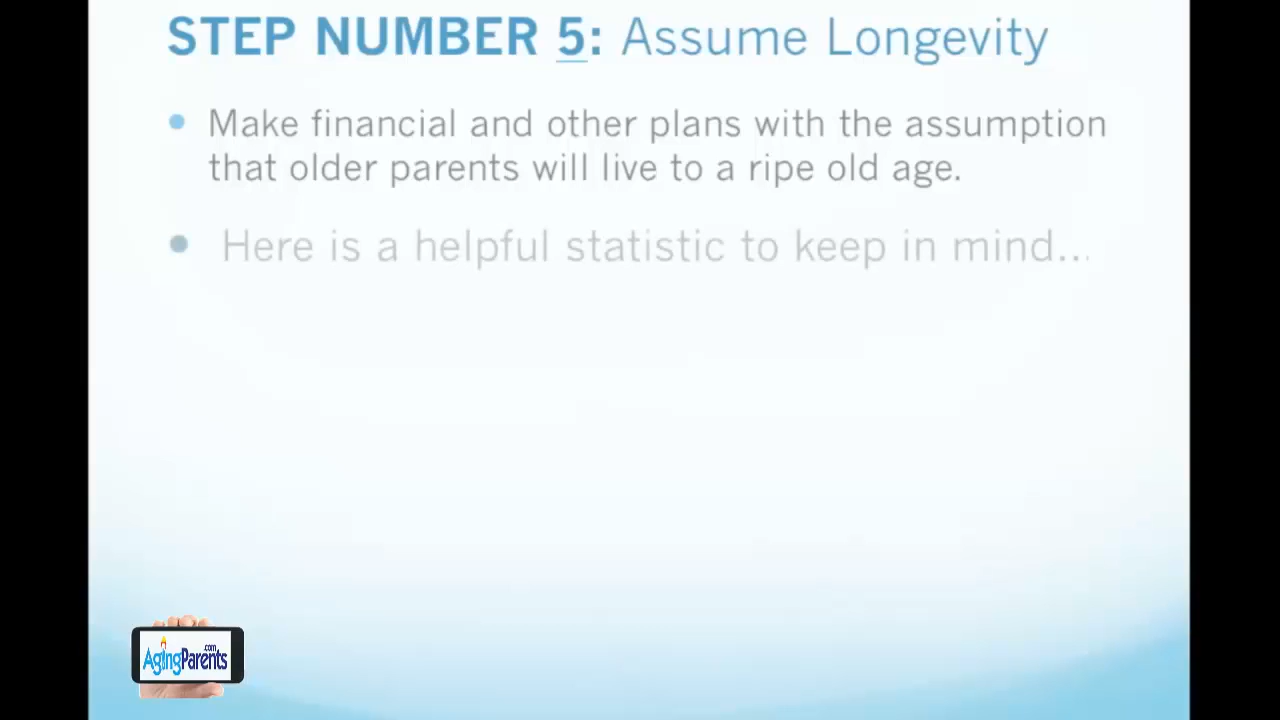 STEP NUMBER 5: Assume Longevity
• Make financial and other plans with the assumption
that older parents will live to a ripe old age.
• Here is a helpful statistic to keep in mind...
AgingParents.com